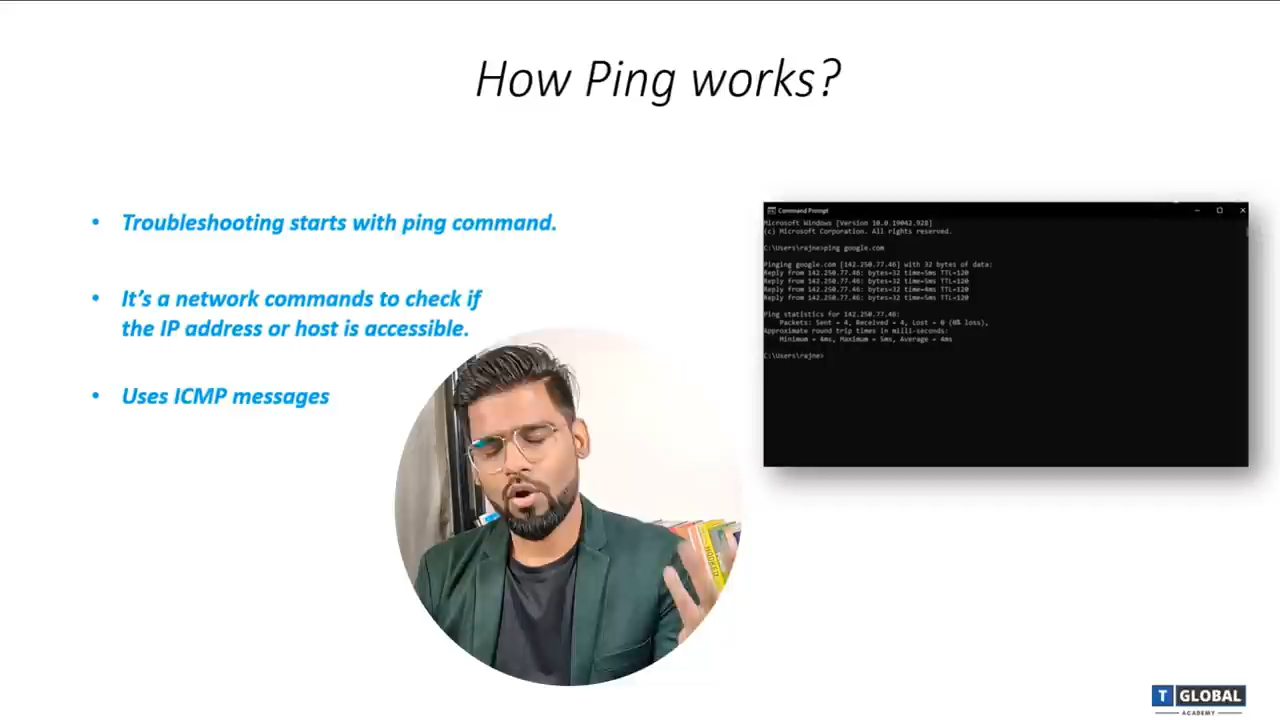 How Ping works?
• Troubleshooting starts with ping command.
• It's a network commands to check if
the IP address or host is accessible.
• Uses ICMP messages
Command Prompt
Microsoft Windows [Version 10.0.19042.928]
(c) Microsoft Corporation. All rights reserved.
C:\Users\rajne>ping google.com
Pinging google.com [142.250.77.46] with 32 bytes of data:
Reply from 142.250.77.46: bytes=32 time=5ms TTL=120
Reply from 142.250.77.46: bytes=32 time=5ms TTL=120
Reply from 142.250.77.46: bytes=32 time=4ms TTL=120
Reply from 142.250.77.46: bytes=32 time=5ms TTL=120
Ping statistics for 142.250.77.46:
Packets: Sent = 4, Received = 4, Lost = 0 (0% loss),
Approximate round trip times in milli-seconds:
Minimum = 4ms, Maximum = 5ms, Average = 4ms
C:\Users\rajne>
HOOKED
T GLOBAL
ACADEMY